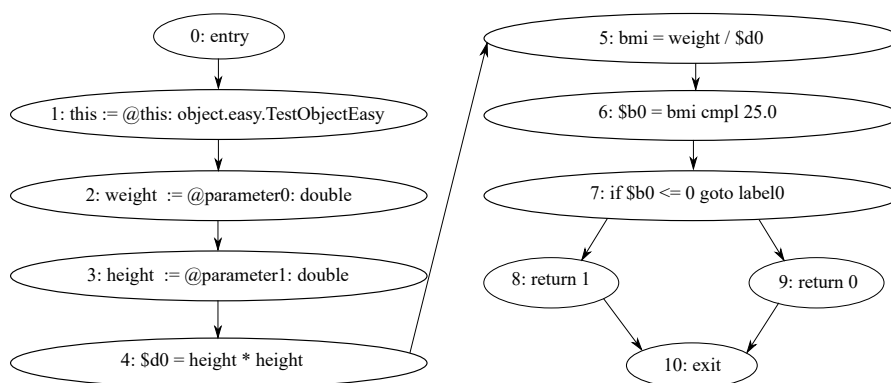 0: entry
1: this := @this: object.easy.TestObjectEasy
2: weight := @parameter0: double
3: height := @parameter1: double
4: $d0 = height * height
5: bmi = weight / $d0
6: $b0 = bmi cmpl 25.0
7: if $b0 <= 0 goto label0
8: return 1
9: return 0
10: exit